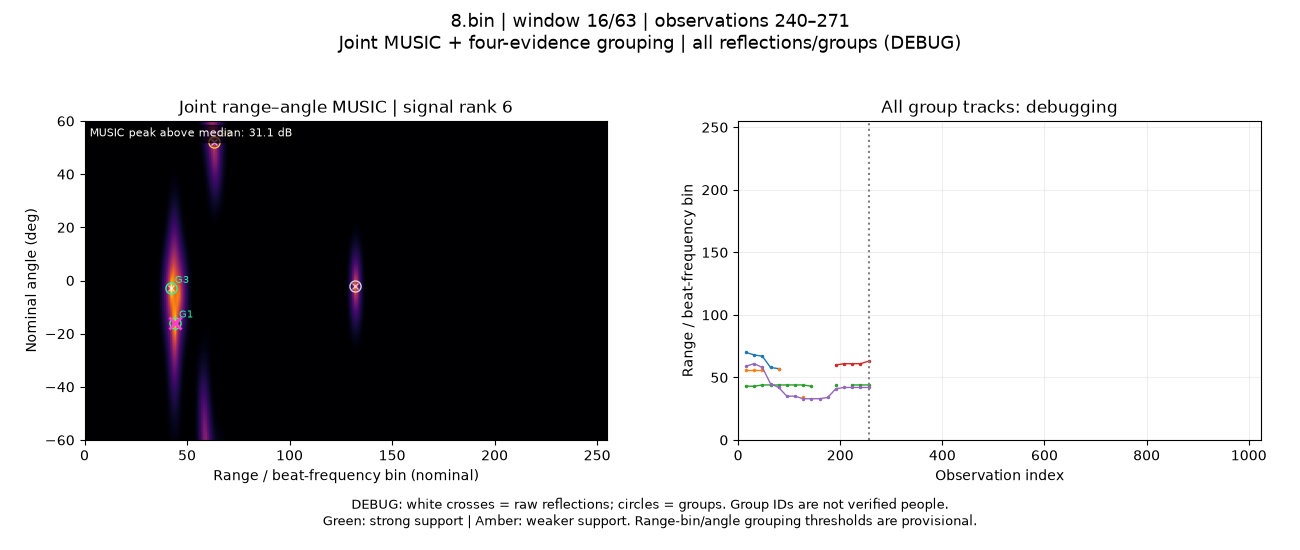 8.bin | window 16/63 | observations 240–271
Joint MUSIC + four-evidence grouping | all reflections/groups (DEBUG)
Joint range–angle MUSIC | signal rank 6
MUSIC peak above median: 31.1 dB
G3
G1
60
40
20
0
−20
−40
−60
Nominal angle (deg)
0
50
100
150
200
250
Range / beat-frequency bin (nominal)
All group tracks: debugging
250
200
150
100
50
0
Range / beat-frequency bin
0
200
400
600
800
1000
Observation index
DEBUG: white crosses = raw reflections; circles = groups. Group IDs are not verified people.
Green: strong support | Amber: weaker support. Range-bin/angle grouping thresholds are provisional.